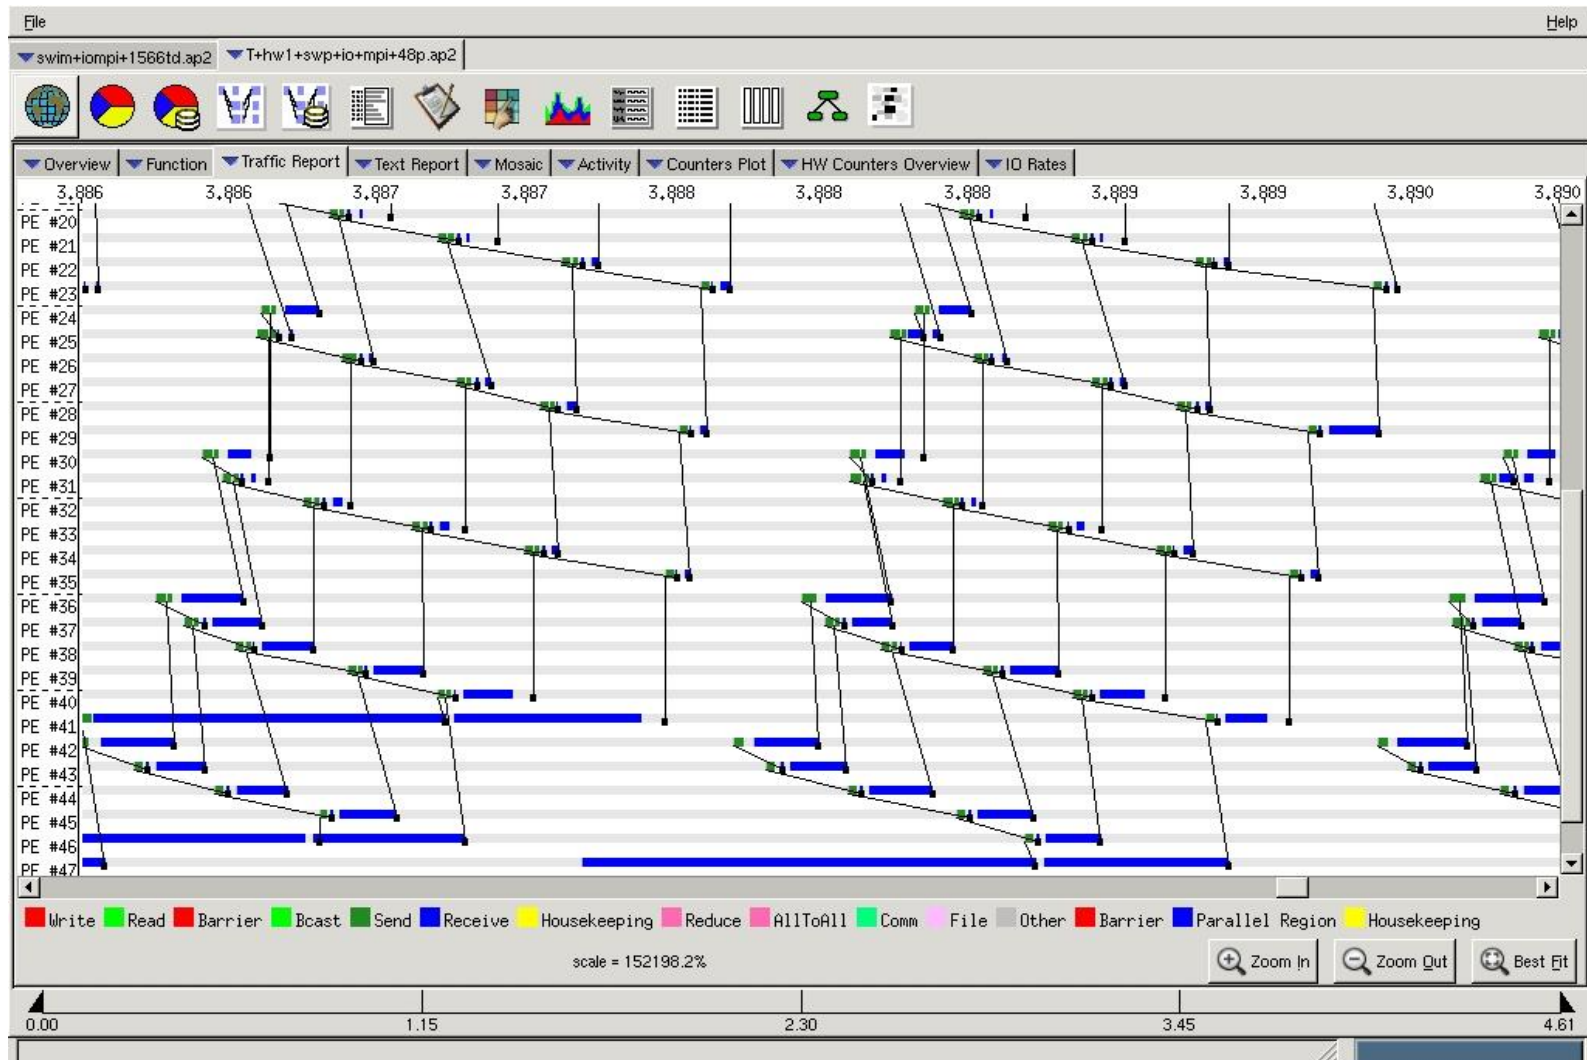 File Help
swim+iompi+1566td.ap2 T+hw1+swp+io+mpi+48p.ap2
Overview Function Traffic Report Text Report Mosaic Activity Counters Plot HW Counters Overview IO Rates
3.886 3.886 3.887 3.887 3.888 3.888 3.888 3.889 3.889 3.890 3.890
PE #20
PE #21
PE #22
PE #23
PE #24
PE #25
PE #26
PE #27
PE #28
PE #29
PE #30
PE #31
PE #32
PE #33
PE #34
PE #35
PE #36
PE #37
PE #38
PE #39
PE #40
PE #41
PE #42
PE #43
PE #44
PE #45
PE #46
PE #47
Write Read Barrier Bcast Send Receive Housekeeping Reduce AllToAll Comm File Other Barrier Parallel Region Housekeeping
scale = 152198.2% Zoom In Zoom Out Best Fit
0.00 1.15 2.30 3.45 4.61